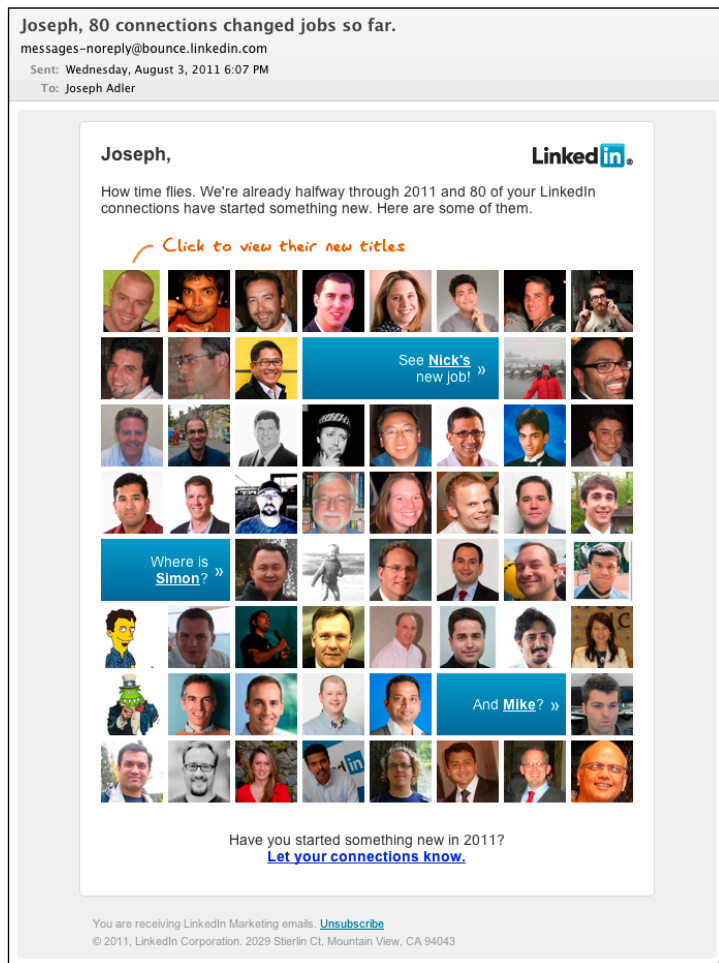 Joseph, 80 connections changed jobs so far.
messages-noreply@bounce.linkedin.com
Sent: Wednesday, August 3, 2011 6:07 PM
To: Joseph Adler
Joseph,
Linked in ®
How time flies. We're already halfway through 2011 and 80 of your LinkedIn
connections have started something new. Here are some of them.
Click to view their new titles
See Nick's
new job! »
Where is
Simon? »
And Mike? »
in
Have you started something new in 2011?
Let your connections know.
You are receiving LinkedIn Marketing emails. Unsubscribe
© 2011, LinkedIn Corporation. 2029 Stierlin Ct, Mountain View, CA 94043